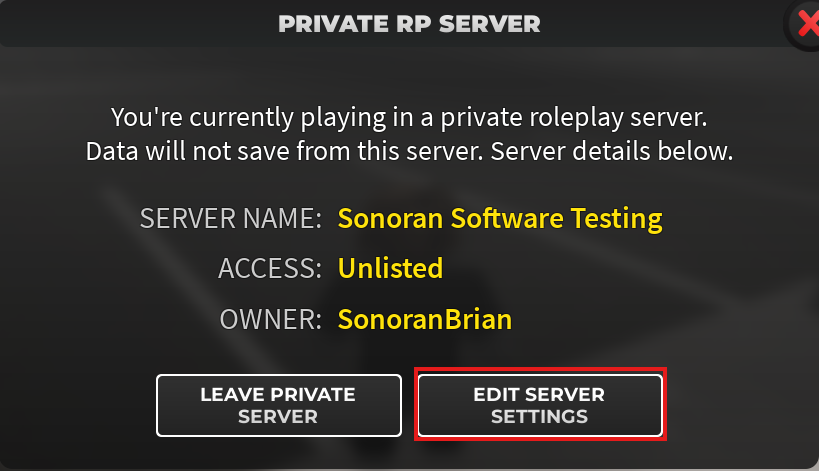 PRIVATE RP SERVER
You're currently playing in a private roleplay server.
Data will not save from this server. Server details below.
SERVER NAME: Sonoran Software Testing
ACCESS: Unlisted
OWNER: SonoranBrian
LEAVE PRIVATE
SERVER
EDIT SERVER
SETTINGS